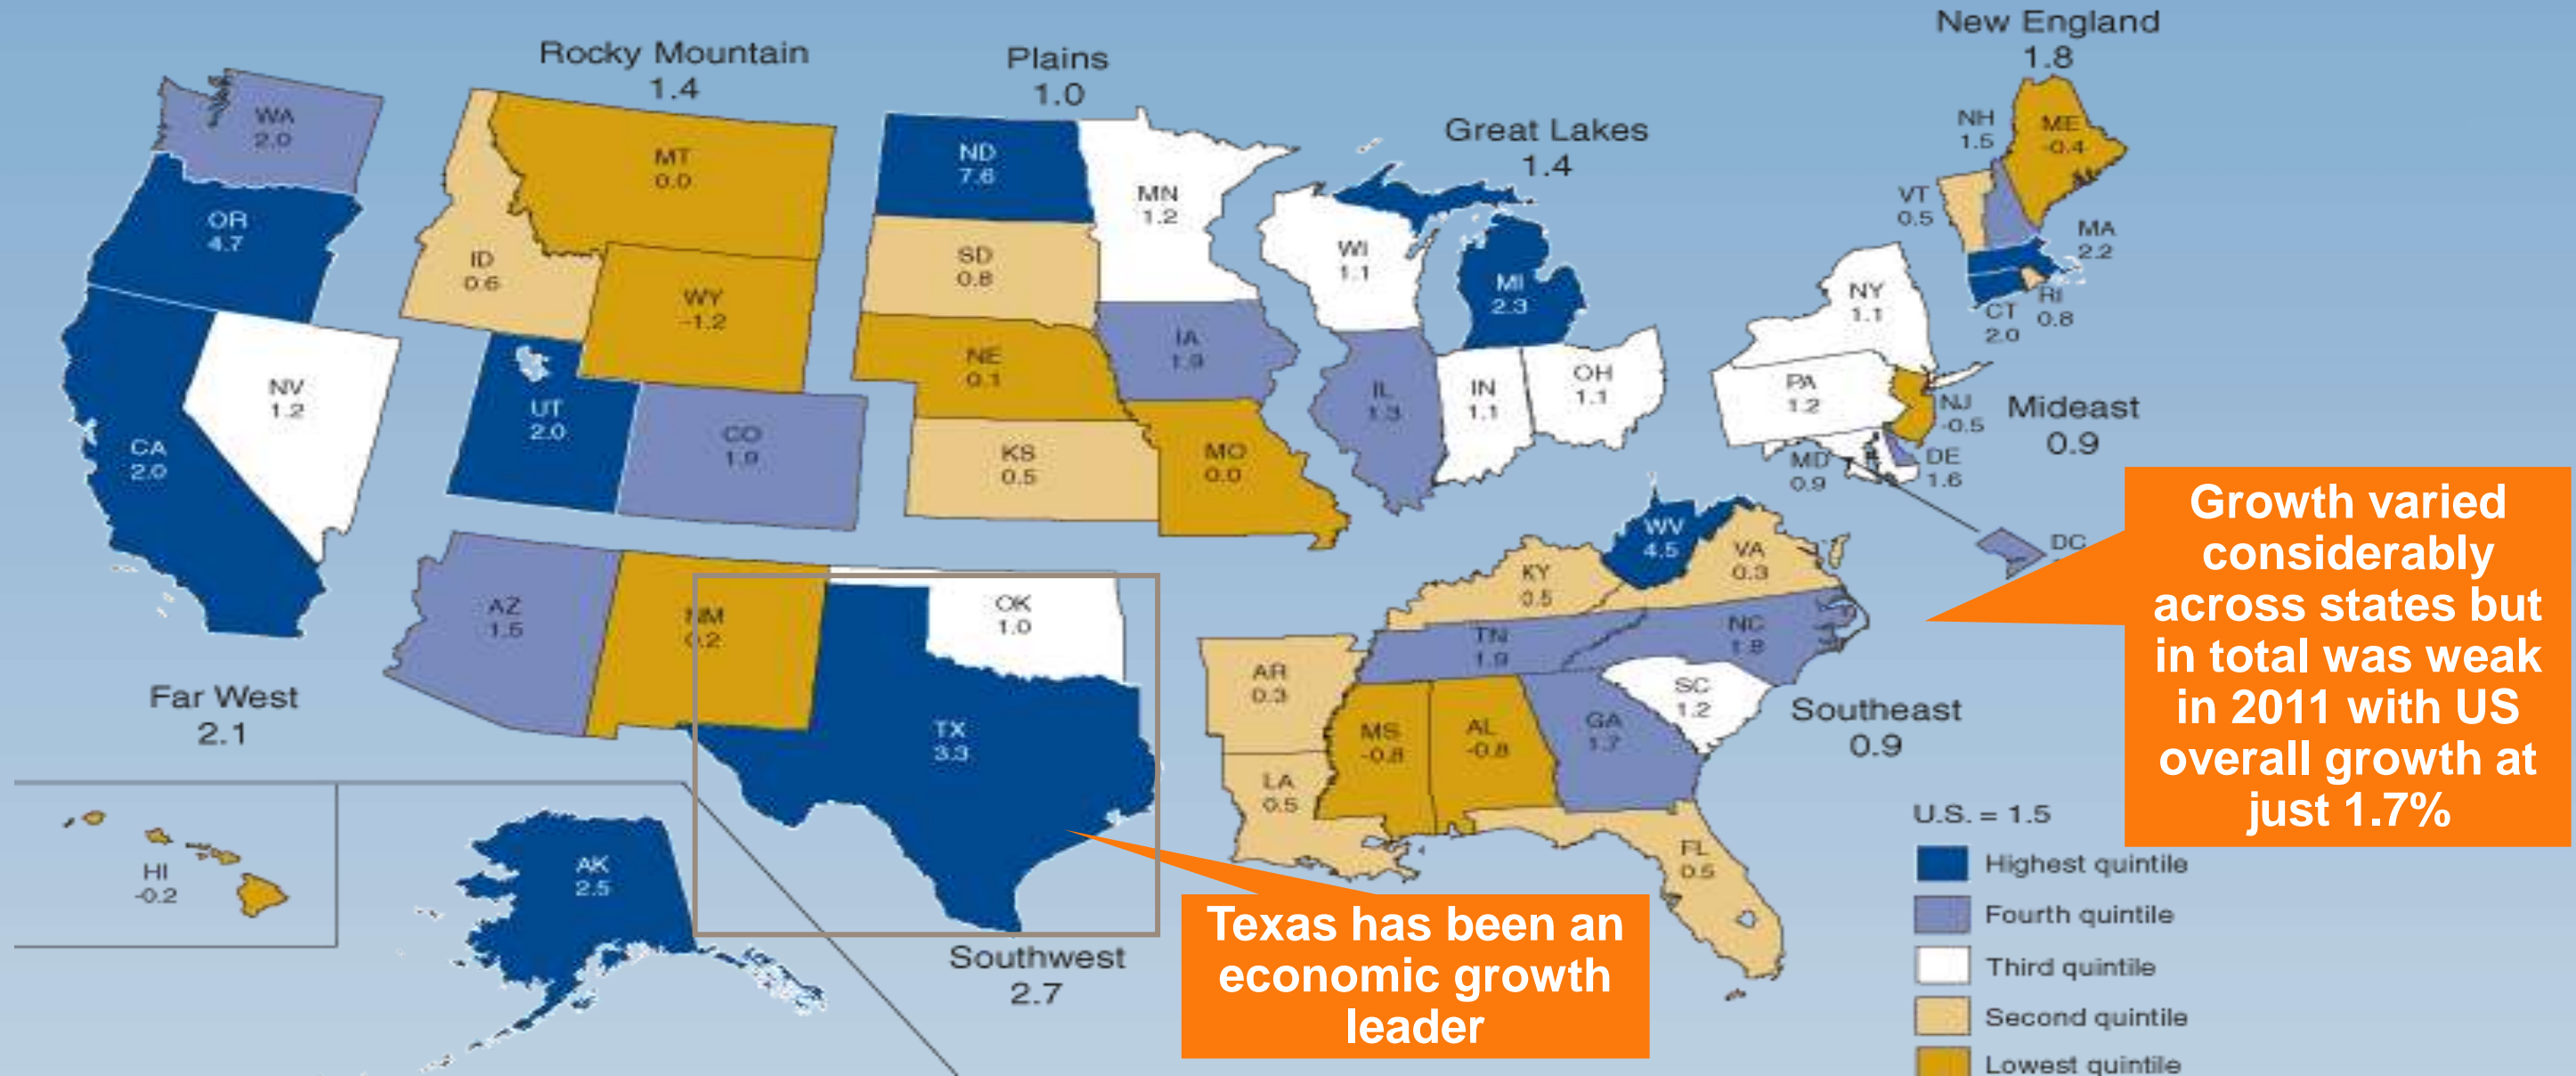 Rocky Mountain
1.4
Plains
1.0
New England
1.8
Great Lakes
1.4
WA
2.0
OR
4.7
CA
2.0
NV
1.2
Far West
2.1
MT
0.0
ID
0.6
WY
-1.2
UT
2.0
CO
1.9
ND
7.6
MN
1.2
SD
0.8
NE
0.1
IA
1.9
KS
0.5
MO
0.0
WI
1.1
MI
2.3
IL
1.3
IN
1.1
OH
1.1
NH
1.5
ME
-0.4
VT
0.5
MA
2.2
RI
0.8
CT
2.0
NY
1.1
PA
1.2
NJ
-0.5
Mideast
0.9
MD
0.9
DE
1.6
DC
AZ
1.5
NM
0.2
OK
1.0
TX
3.3
Southwest
2.7
WV
4.5
VA
0.3
KY
0.5
TN
1.9
NC
1.8
AR
0.3
SC
1.2
MS
-0.8
AL
-0.8
GA
1.7
LA
0.5
FL
0.5
Southeast
0.9
HI
-0.2
AK
2.5
Growth varied
considerably
across states but
in total was weak
in 2011 with US
overall growth at
just 1.7%
Texas has been an
economic growth
leader
U.S. = 1.5
Highest quintile
Fourth quintile
Third quintile
Second quintile
Lowest quintile